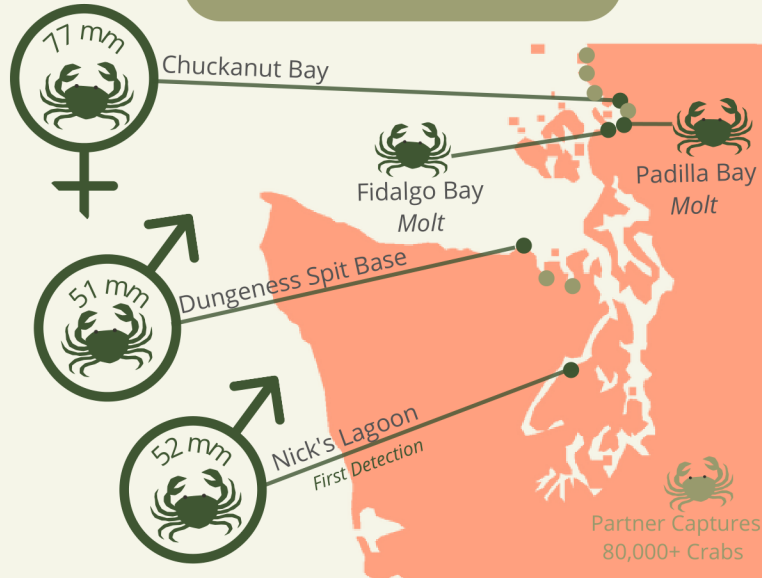 77 mm
Chuckanut Bay
Fidalgo Bay
Molt
Padilla Bay
Molt
51 mm
Dungeness Spit Base
52 mm
Nick's Lagoon
First Detection
Partner Captures
80,000+ Crabs